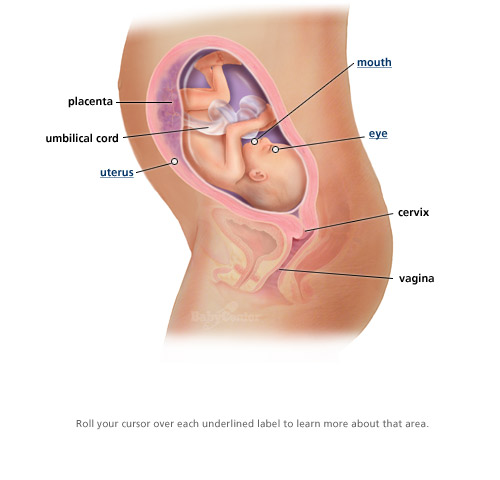 mouth
placenta
eye
umbilical cord
uterus
cervix
vagina
BabyCenter
Roll your cursor over each underlined label to learn more about that area.